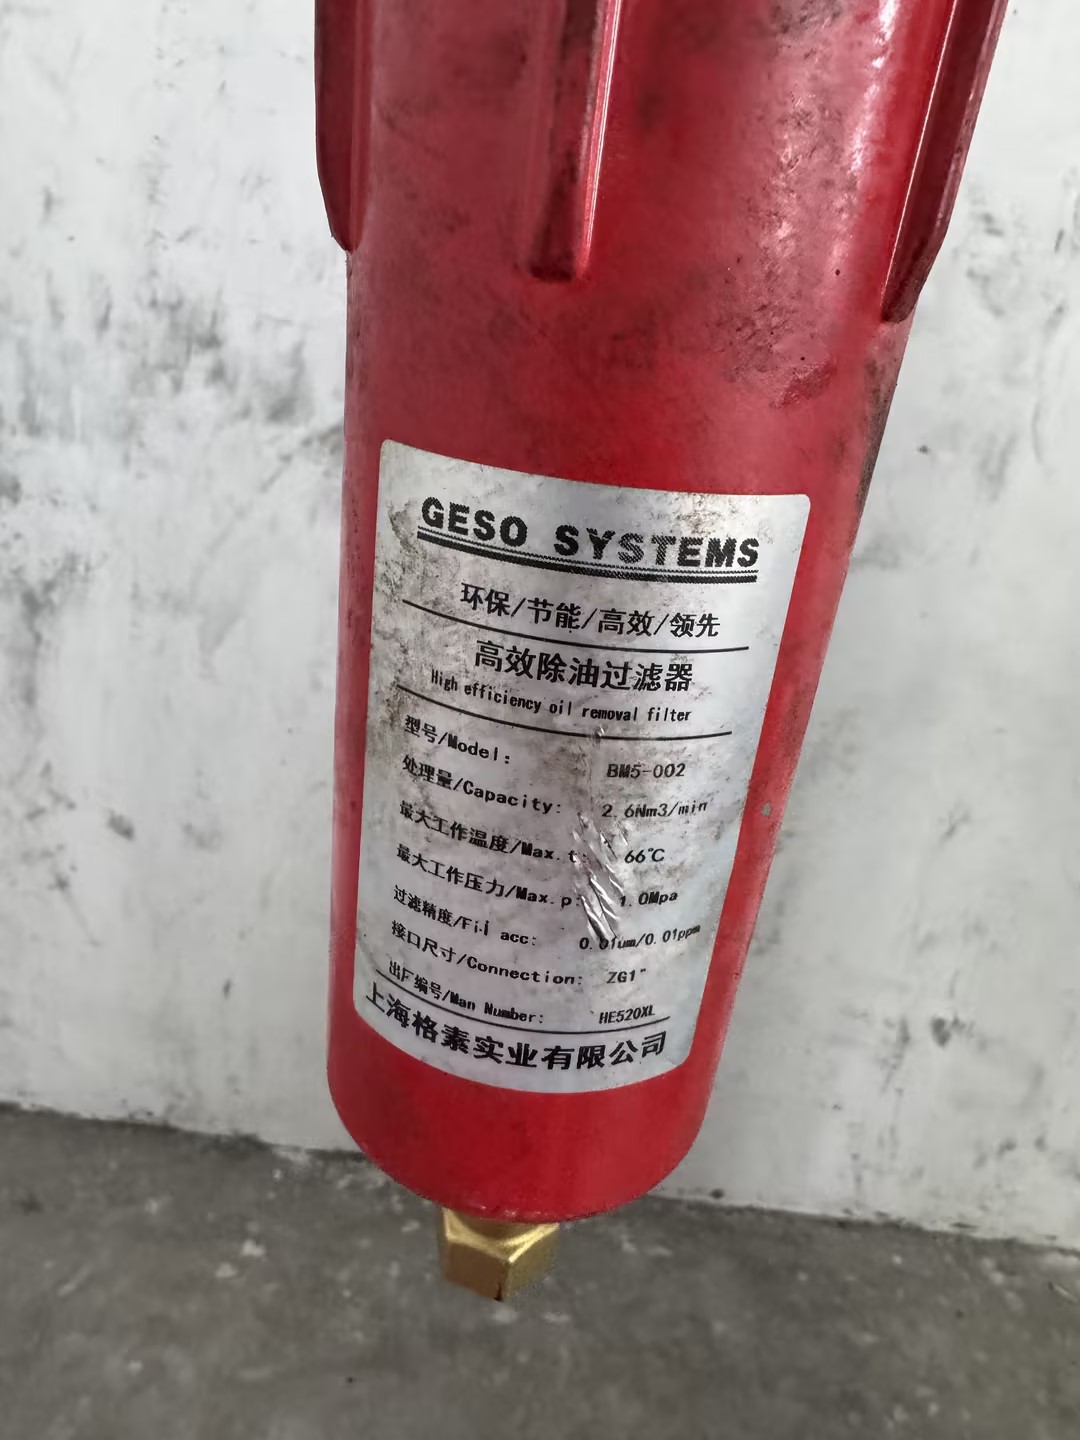 GESO SYSTEMS
环保/节能/高效/领先
高效除油过滤器
High efficiency oil removal filter
型号/Model: BM5-002
处理量/Capacity: 2.6Nm3/min
最大工作温度/Max.t: 66℃
最大工作压力/Max.p: 1.0Mpa
过滤精度/Fil acc: 0.01um/0.01ppm
接口尺寸/Connection: ZG1"
出厂编号/Man Number: HE520XL
上海格素实业有限公司